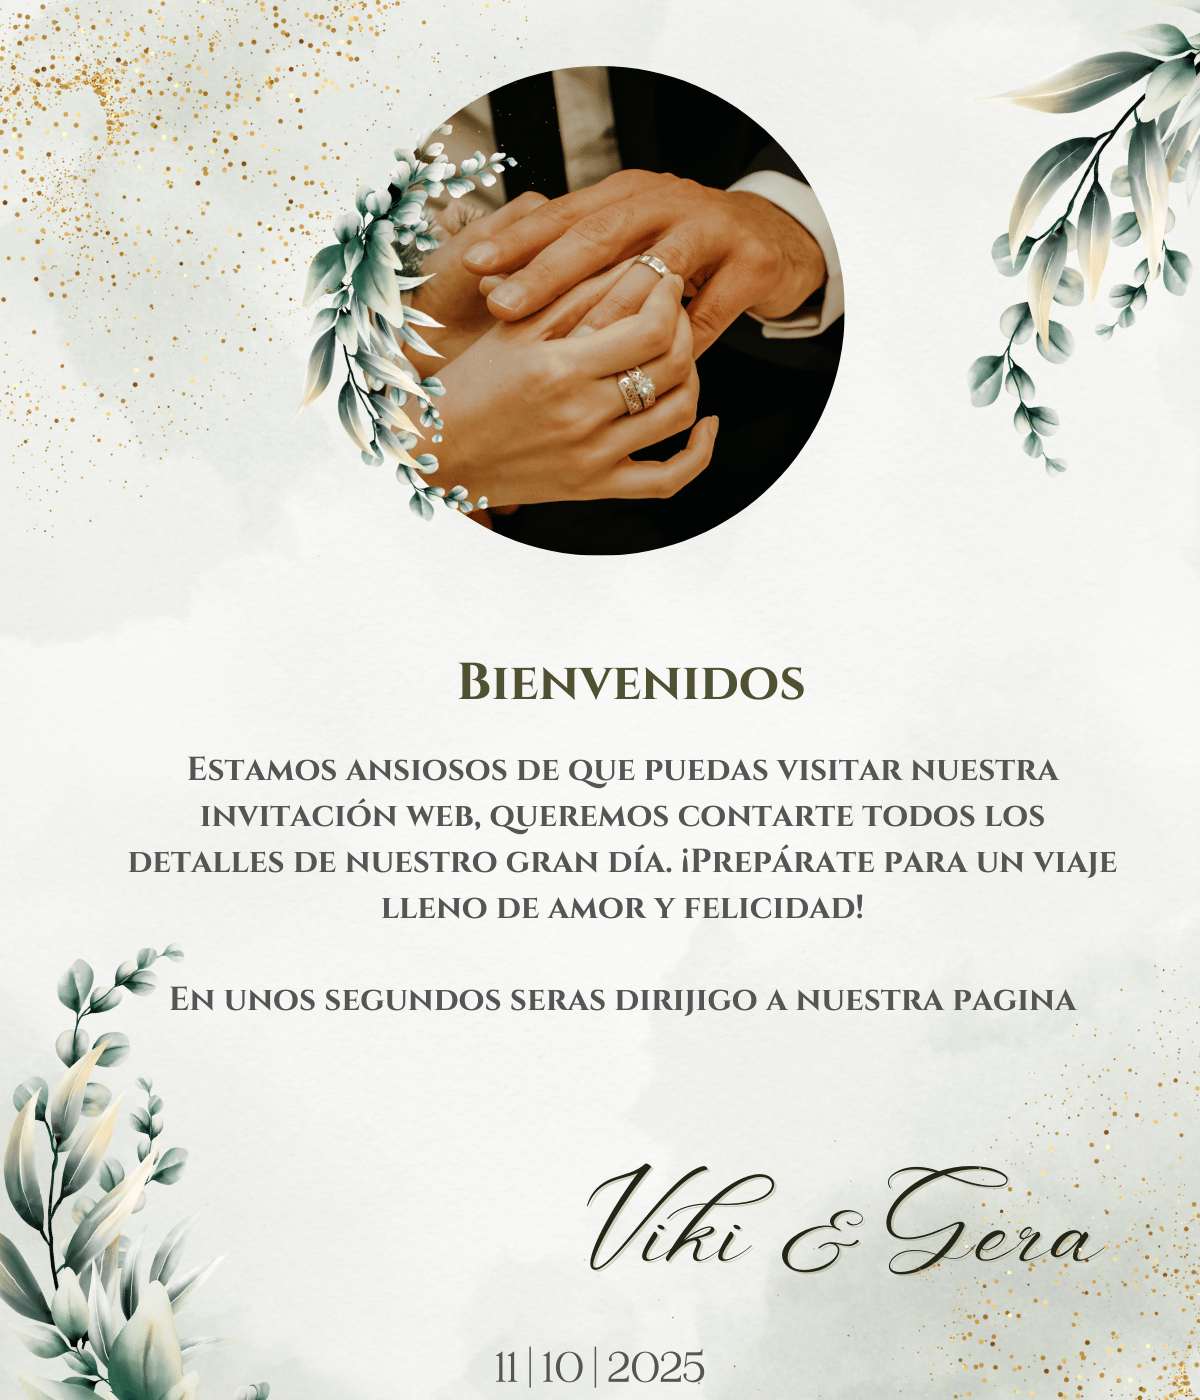 Bienvenidos
Estamos ansiosos de que puedas visitar nuestra
invitación web, queremos contarte todos los
detalles de nuestro gran día. ¡Prepárate para un viaje
lleno de amor y felicidad!
En unos segundos seras dirijigo a nuestra pagina
Viki & Gera
11|10|2025